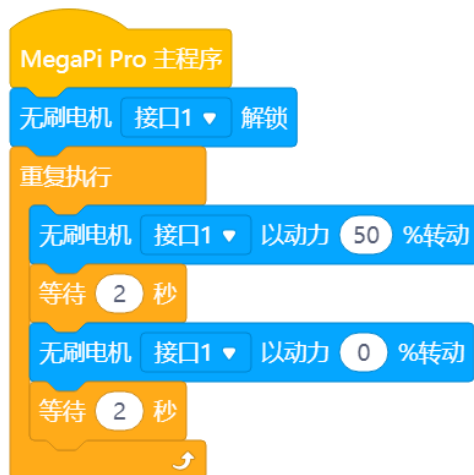 MegaPi Pro 主程序
无刷电机 接口1 解锁
重复执行
无刷电机 接口1 以动力 50 %转动
等待 2 秒
无刷电机 接口1 以动力 0 %转动
等待 2 秒